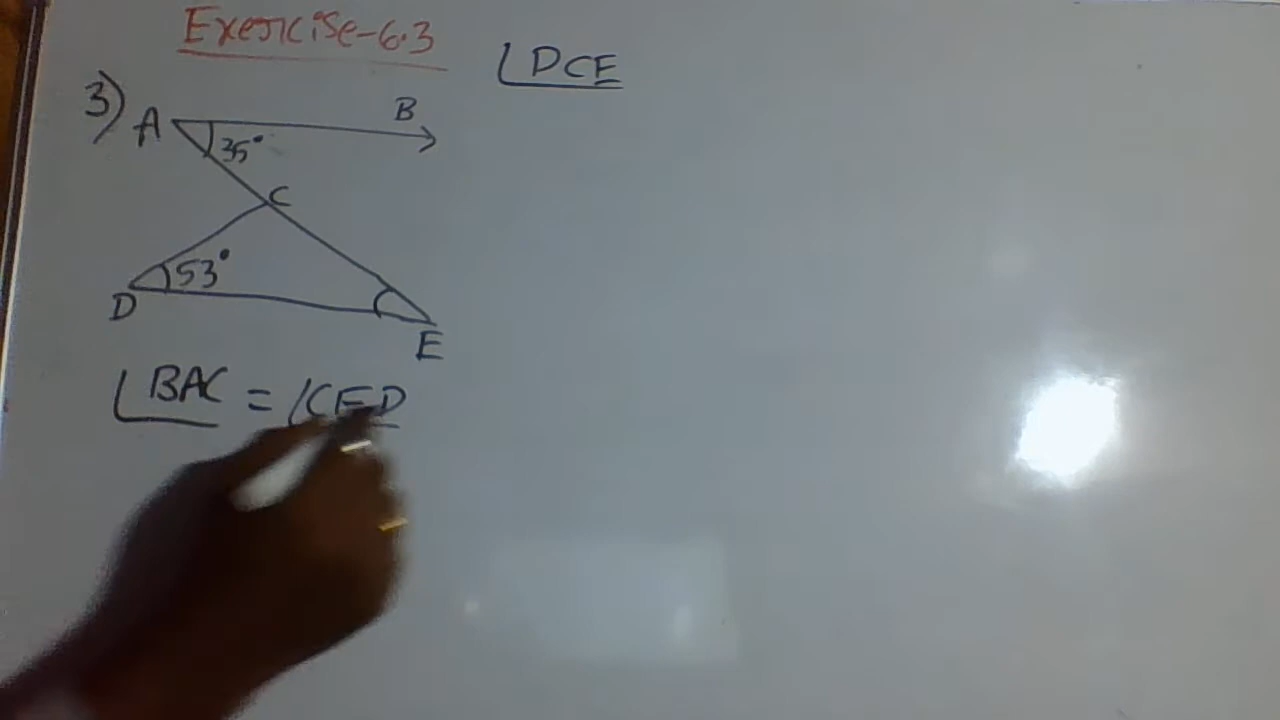 Exercise-6.3
∠DCE
3)
A
B
35°
C
53°
D
E
∠BAC = ∠CED